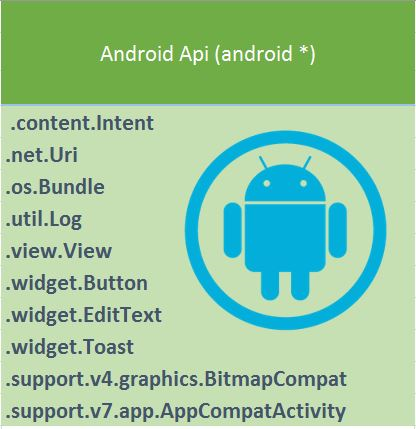 Android Api (android *)
.content.Intent
.net.Uri
.os.Bundle
.util.Log
.view.View
.widget.Button
.widget.EditText
.widget.Toast
.support.v4.graphics.BitmapCompat
.support.v7.app.AppCompatActivity